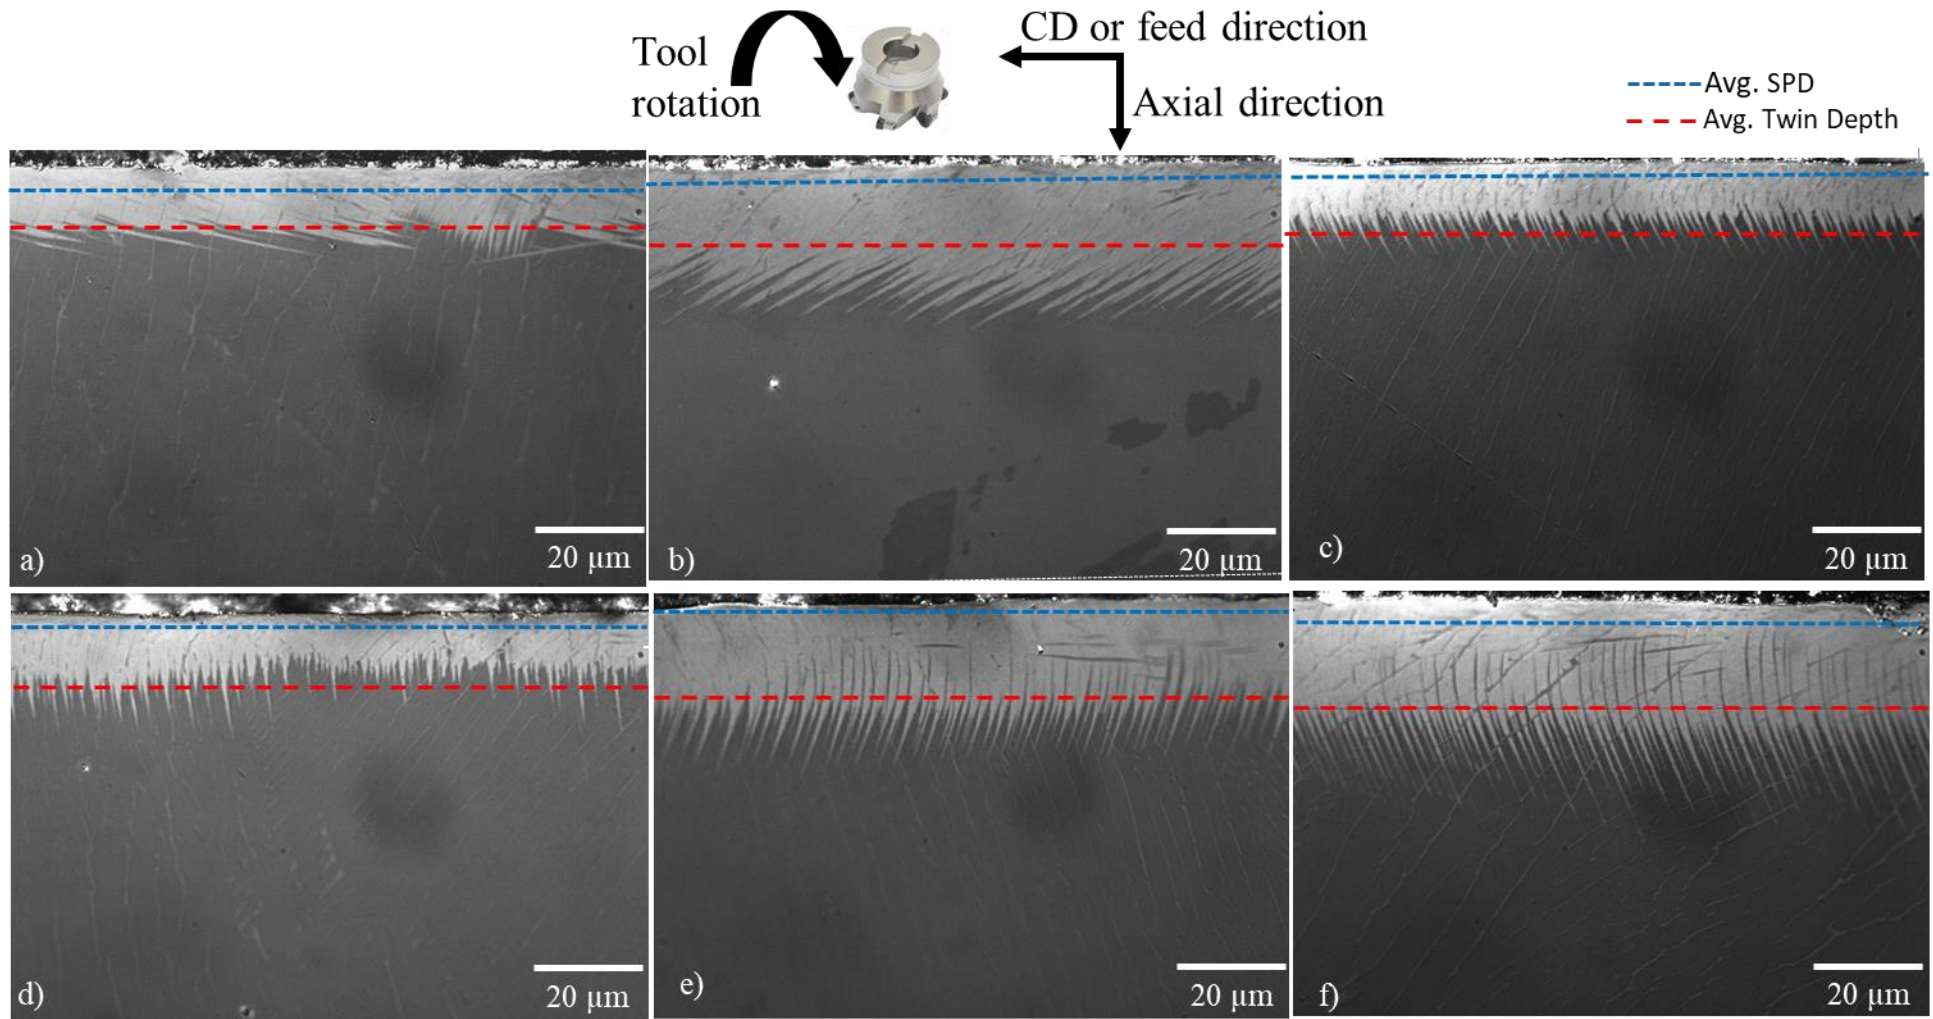 Tool
rotation
CD or feed direction
Axial direction
Avg. SPD
Avg. Twin Depth
a)
20 µm
b)
20 µm
c)
20 µm
d)
20 µm
e)
20 µm
f)
20 µm